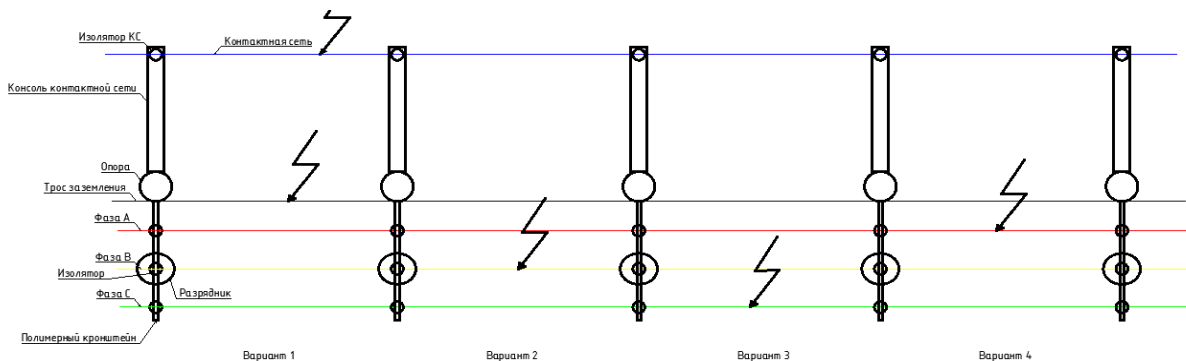 Изолятор КС
Контактная сеть
Консоль контактной сети
Опора
Трос заземления
Фаза А
Фаза В
Изолятор
Разрядник
Фаза С
Полимерный кронштейн
Вариант 1
Вариант 2
Вариант 3
Вариант 4